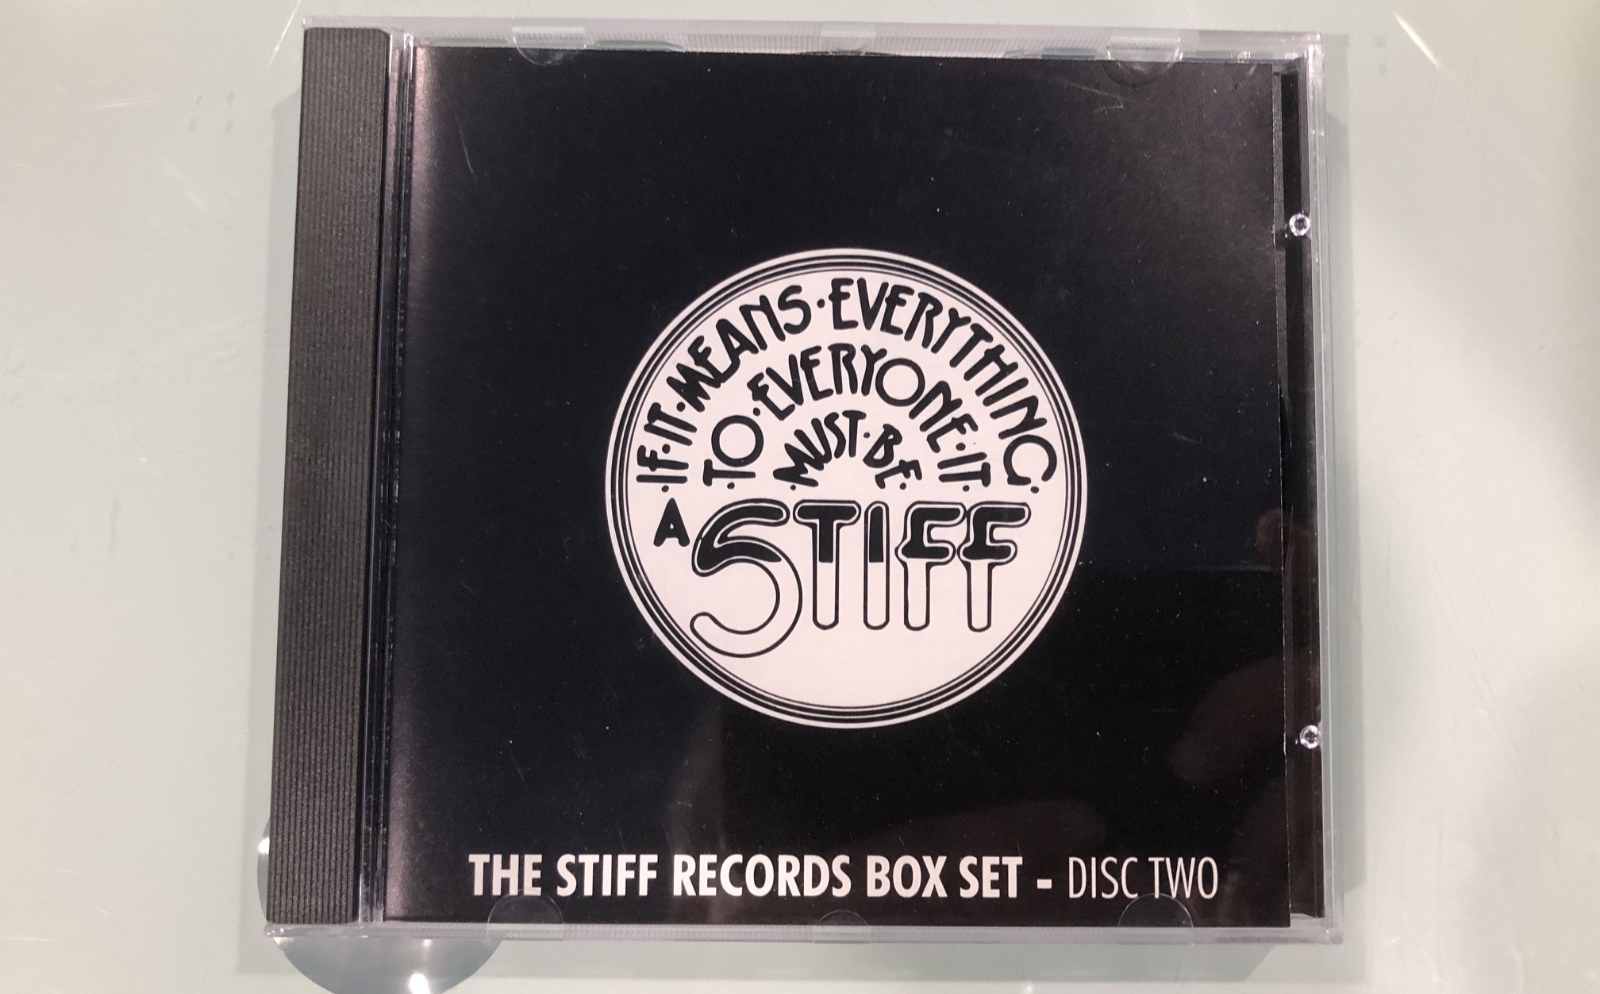 ·IF·IT·MEANS·EVERYTHING·
·TO·EVERYONE·IT·
·MUST·BE·
A STIFF
THE STIFF RECORDS BOX SET - DISC TWO